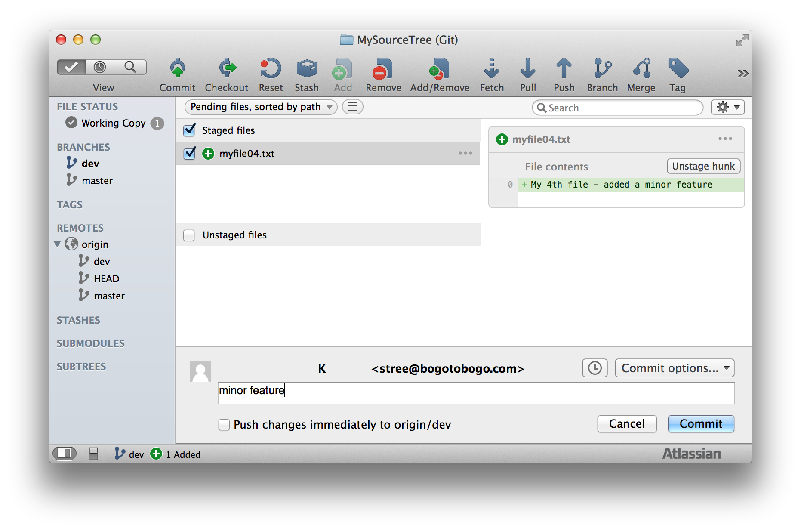 MySourceTree (Git)
View
Commit Checkout Reset Stash Add Remove Add/Remove Fetch Pull Push Branch Merge Tag
FILE STATUS
Working Copy 1
BRANCHES
dev
master
TAGS
REMOTES
origin
dev
HEAD
master
STASHES
SUBMODULES
SUBTREES
Pending files, sorted by path
Search
Staged files
myfile04.txt
Unstaged files
myfile04.txt
File contents Unstage hunk
0 + My 4th file - added a minor feature
K <stree@bogotobogo.com> Commit options...
minor feature
Push changes immediately to origin/dev Cancel Commit
dev 1 Added Atlassian